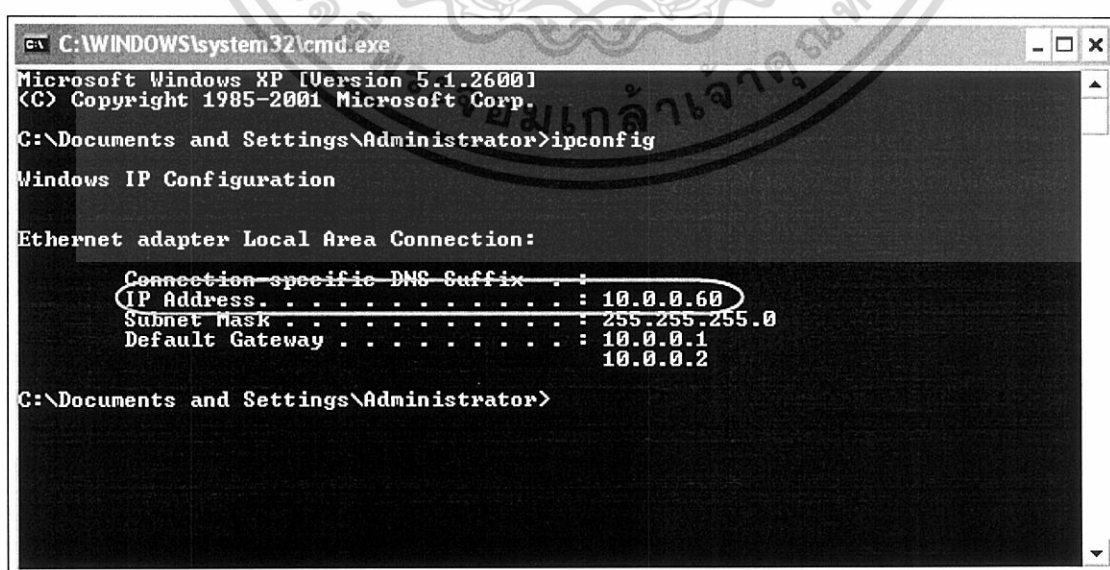 C:\WINDOWS\system32\cmd.exe
Microsoft Windows XP [Version 5.1.2600]
(C) Copyright 1985-2001 Microsoft Corp.
C:\Documents and Settings\Administrator>ipconfig
Windows IP Configuration
Ethernet adapter Local Area Connection:
Connection-specific DNS Suffix . :
IP Address. . . . . . . . . . . . : 10.0.0.60
Subnet Mask . . . . . . . . . . . : 255.255.255.0
Default Gateway . . . . . . . . . : 10.0.0.1
10.0.0.2
C:\Documents and Settings\Administrator>